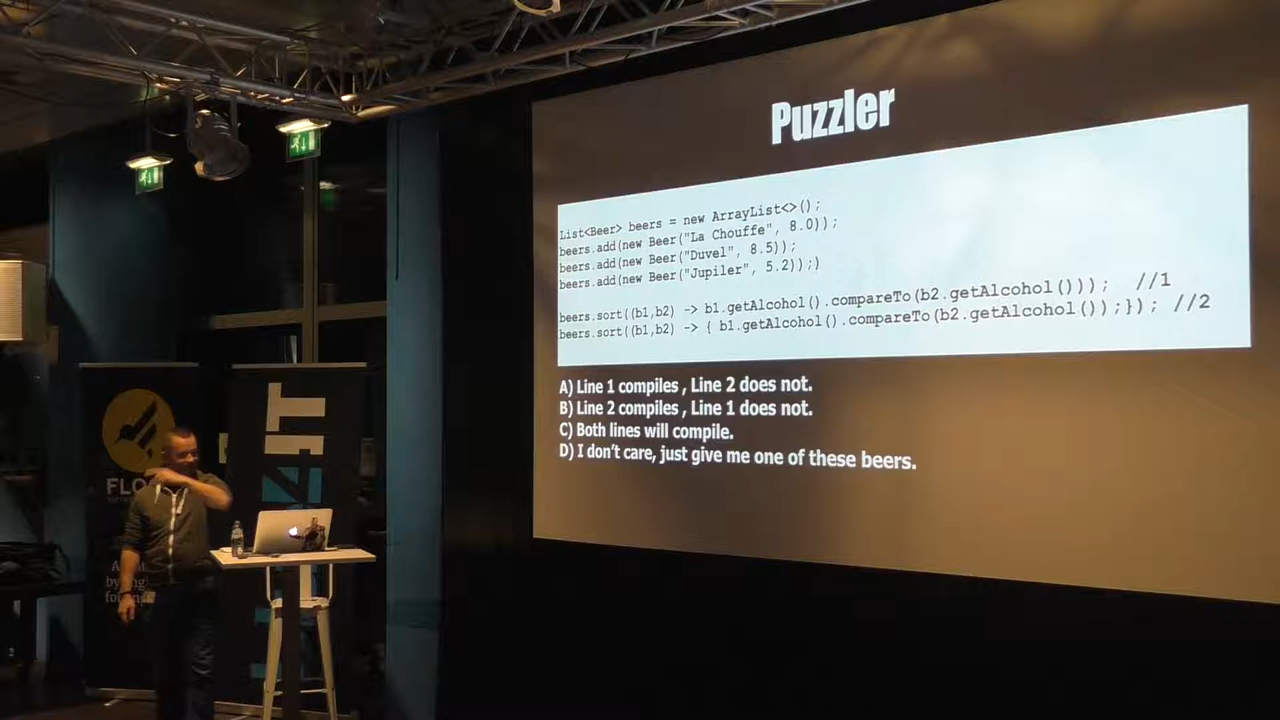 Puzzler
List<Beer> beers = new ArrayList<>();
beers.add(new Beer("La Chouffe", 8.0));
beers.add(new Beer("Duvel", 8.5));
beers.add(new Beer("Jupiler", 5.2));)
beers.sort((b1,b2) -> b1.getAlcohol().compareTo(b2.getAlcohol())); //1
beers.sort((b1,b2) -> { b1.getAlcohol().compareTo(b2.getAlcohol());}); //2
A) Line 1 compiles , Line 2 does not.
B) Line 2 compiles , Line 1 does not.
C) Both lines will compile.
D) I don't care, just give me one of these beers.
FLO
IT